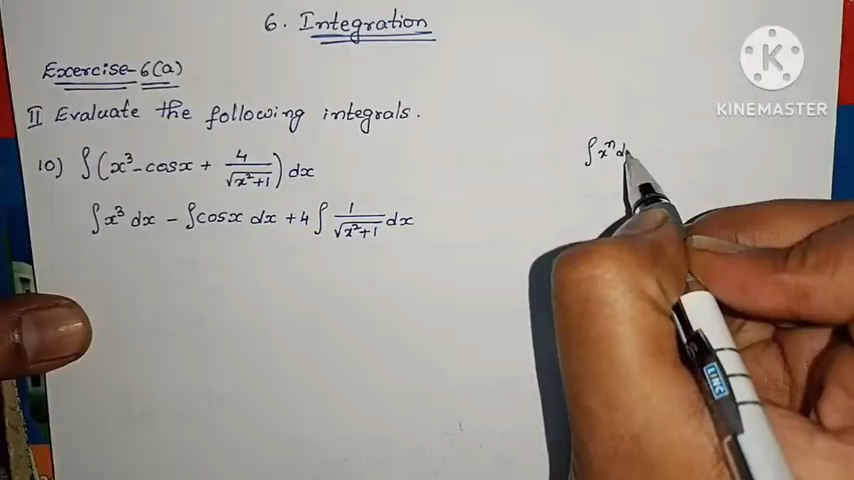 6. Integration
Exercise-6(a)
II Evaluate the following integrals.
10) ∫(x³ - cosx + 4/√(x²+1)) dx
∫x³ dx - ∫cosx dx + 4∫ 1/√(x²+1) dx
∫xⁿ d
K
KINEMASTER
LINC